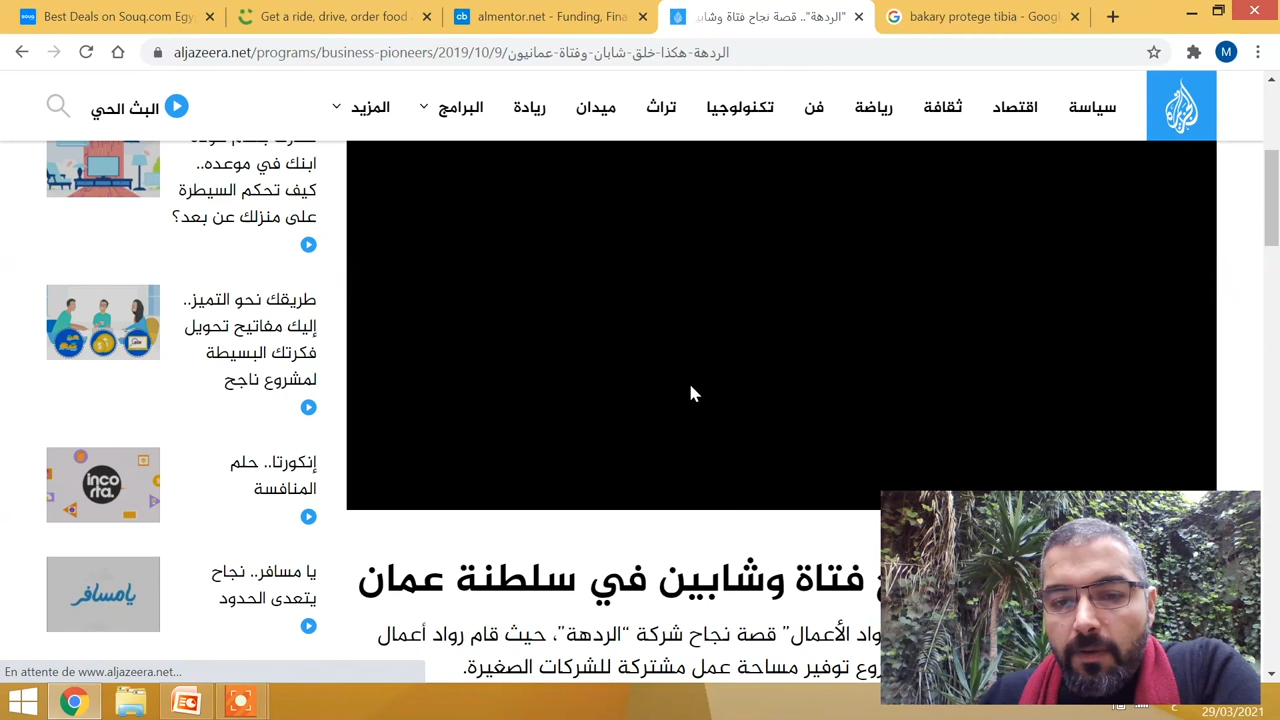 Best Deals on Souq.com Egy
Get a ride, drive, order food
almentor.net - Funding, Fina
"الردهة".. قصة نجاح فتاة وشابين
bakary protege tibia - Googl
aljazeera.net/programs/business-pioneers/2019/10/9/الردهة-هكذا-خلق-شابان-وفتاة-عمانيون
M
سياسة
اقتصاد
ثقافة
رياضة
فن
تكنولوجيا
تراث
ميدان
ريادة
البرامج
المزيد
البث الحي
ابنك في موعده..
كيف تحكم السيطرة
على منزلك عن بعد؟
طريقك نحو التميز..
إليك مفاتيح تحويل
فكرتك البسيطة
لمشروع ناجح
إنكورتا.. حلم
المنافسة
inco
rta.
يا مسافر.. نجاح
يتعدى الحدود
يامسافر
فتاة وشابين في سلطنة عمان
واد الأعمال" قصة نجاح شركة "الردهة"، حيث قام رواد أعمال
توفير مساحة عمل مشتركة للشركات الصغيرة.
En attente de www.aljazeera.net...
29/03/2021